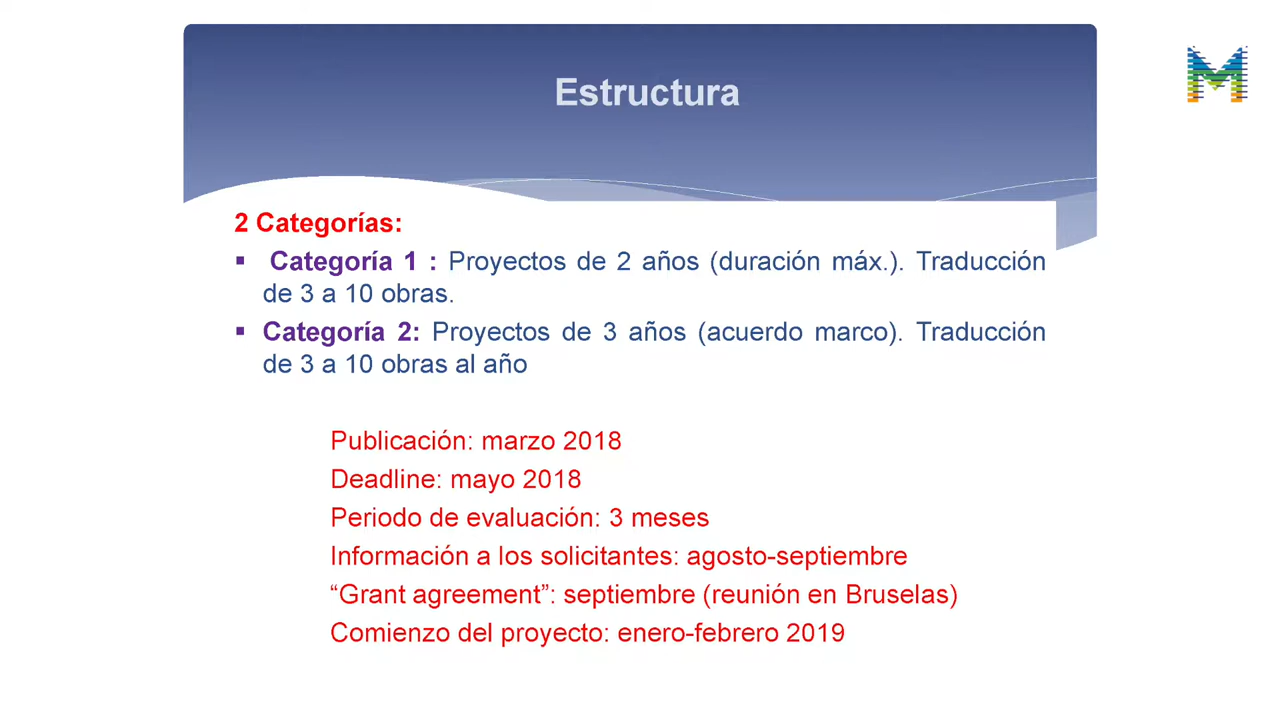 Estructura
2 Categorías:
▪ Categoría 1 : Proyectos de 2 años (duración máx.). Traducción
de 3 a 10 obras.
▪ Categoría 2: Proyectos de 3 años (acuerdo marco). Traducción
de 3 a 10 obras al año
Publicación: marzo 2018
Deadline: mayo 2018
Periodo de evaluación: 3 meses
Información a los solicitantes: agosto-septiembre
“Grant agreement”: septiembre (reunión en Bruselas)
Comienzo del proyecto: enero-febrero 2019